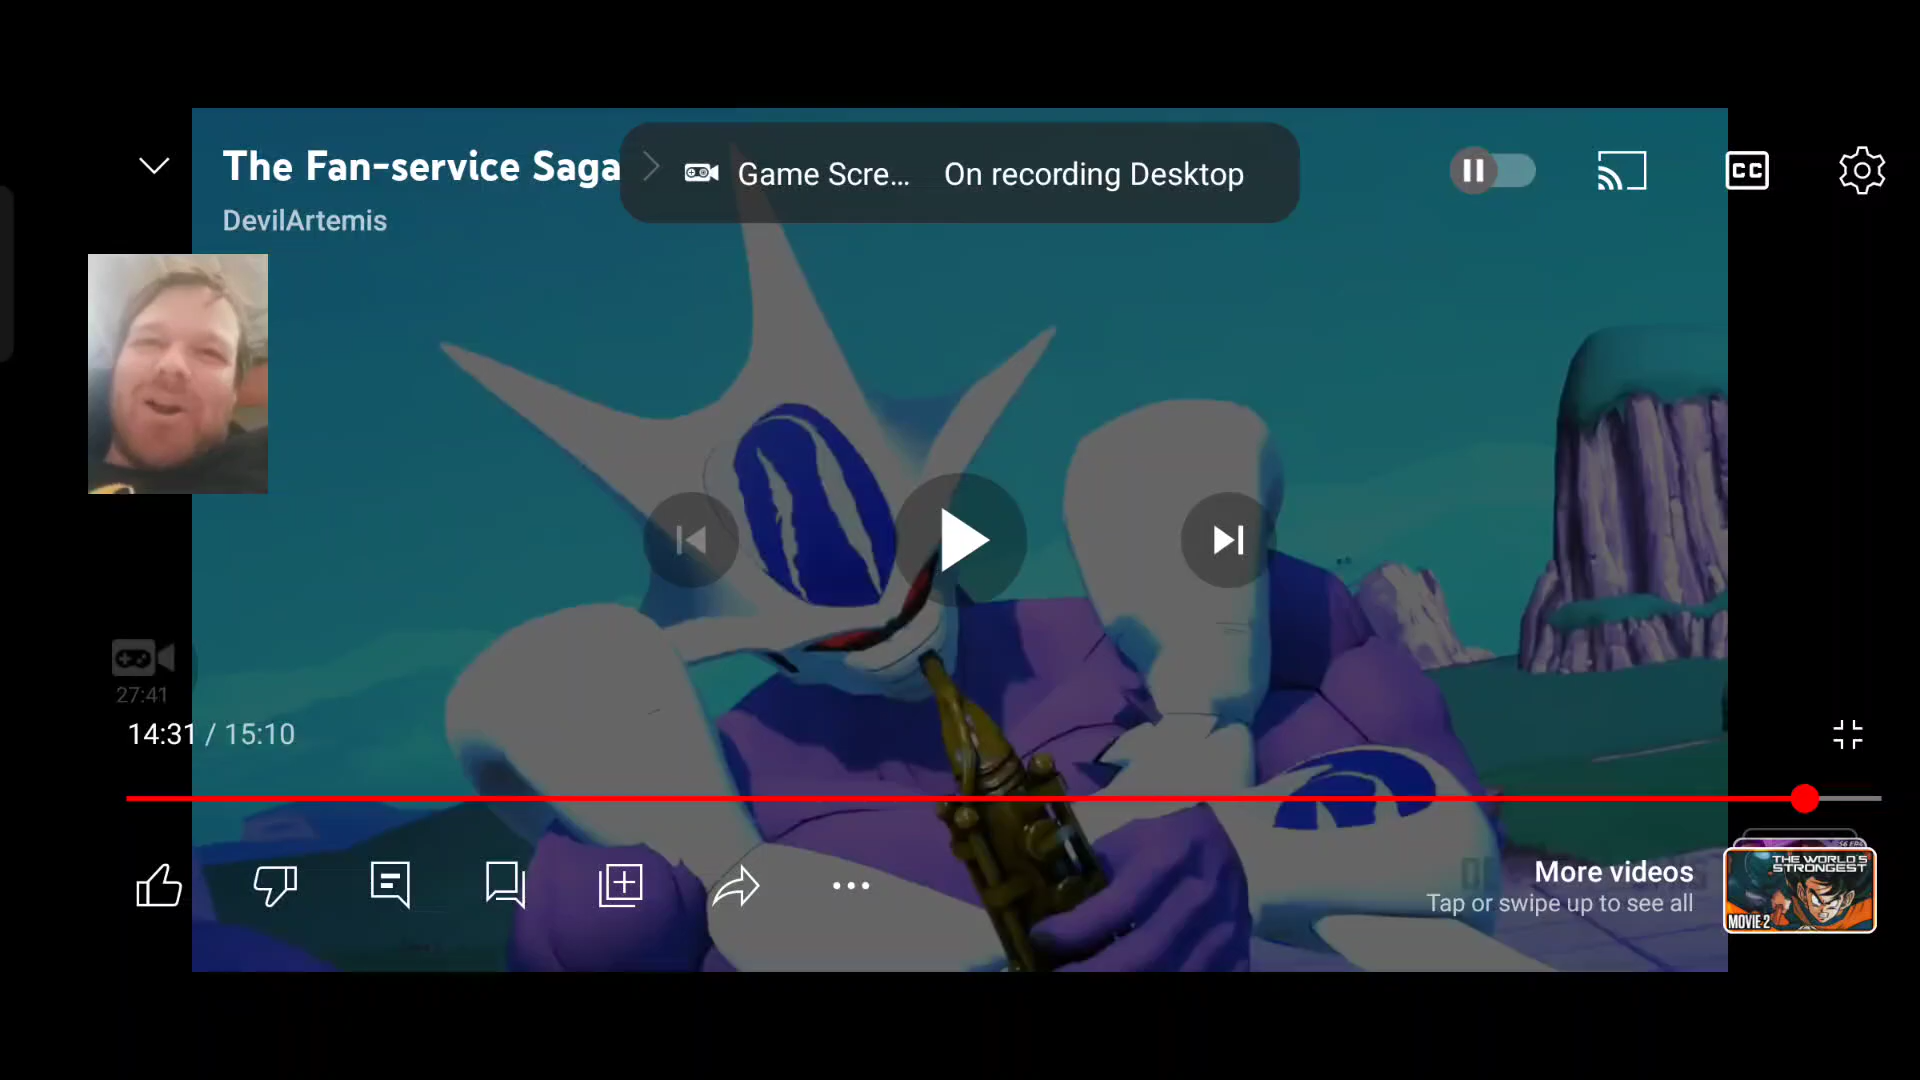 The Fan-service Saga
DevilArtemis
Game Scre... On recording Desktop
CC
27:41
14:31 / 15:10
More videos
Tap or swipe up to see all
THE WORLD'S
STRONGEST
MOVIE 2